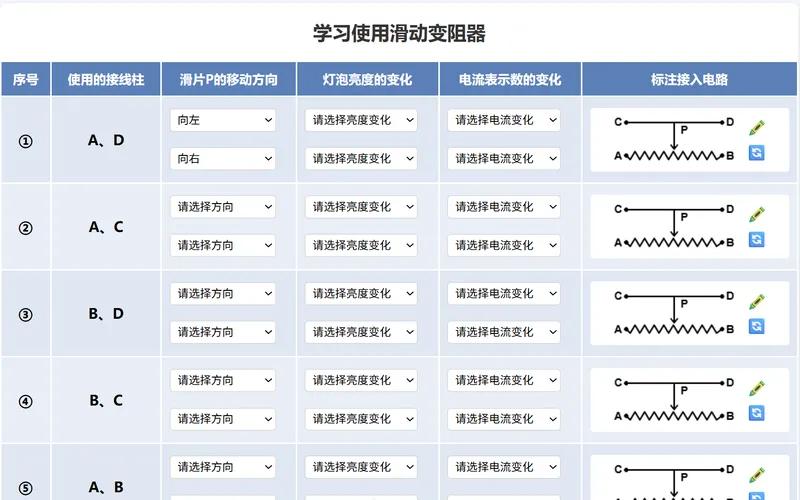 学习使用滑动变阻器
序号 使用的接线柱 滑片P的移动方向 灯泡亮度的变化 电流表示数的变化 标注接入电路
① A、D 向左 请选择亮度变化 请选择电流变化 C D P A B
向右 请选择亮度变化 请选择电流变化
② A、C 请选择方向 请选择亮度变化 请选择电流变化 C D P A B
请选择方向 请选择亮度变化 请选择电流变化
③ B、D 请选择方向 请选择亮度变化 请选择电流变化 C D P A B
请选择方向 请选择亮度变化 请选择电流变化
④ B、C 请选择方向 请选择亮度变化 请选择电流变化 C D P A B
请选择方向 请选择亮度变化 请选择电流变化
⑤ A、B 请选择方向 请选择亮度变化 请选择电流变化 C D P